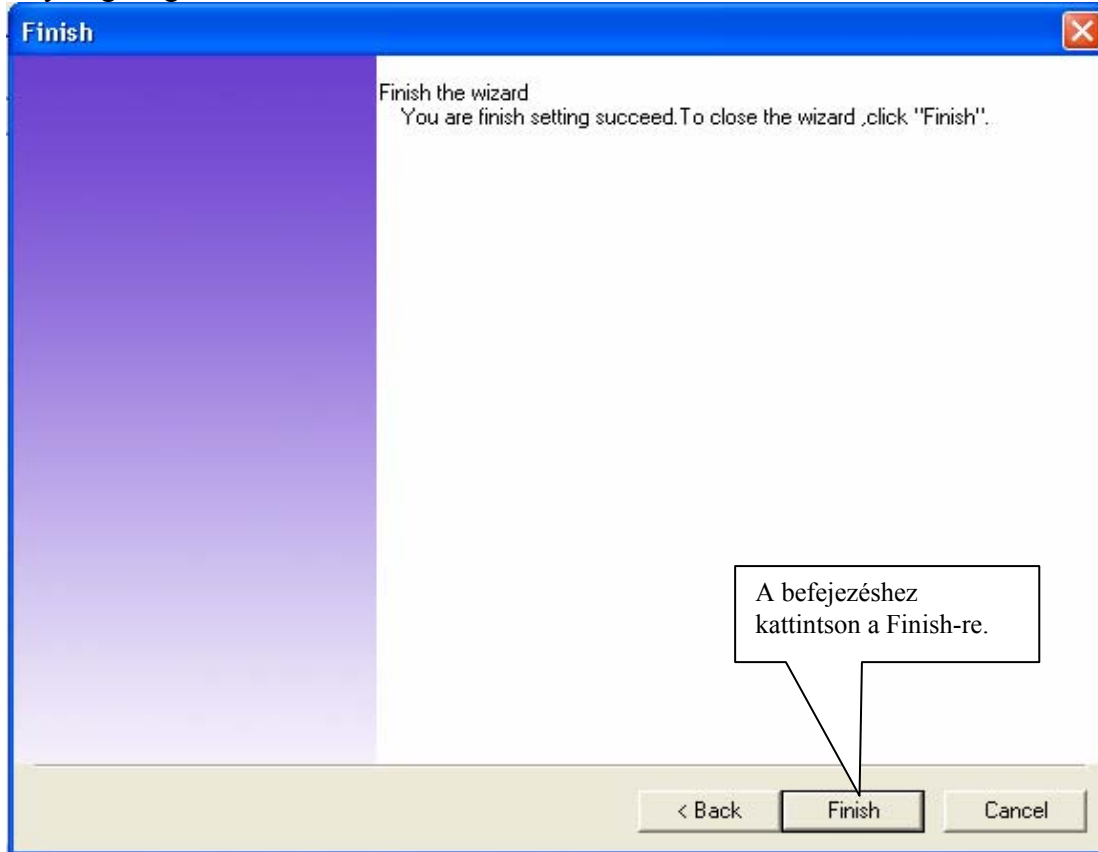 Finish
Finish the wizard
You are finish setting succeed.To close the wizard ,click "Finish".
A befejezéshez
kattintson a Finish-re.
< Back Finish Cancel